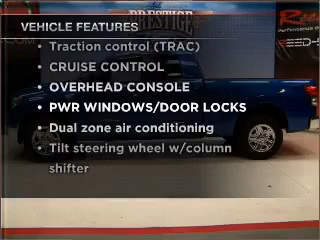 PRESTIGE
VEHICLE FEATURES
• Traction control (TRAC)
• CRUISE CONTROL
• OVERHEAD CONSOLE
• PWR WINDOWS/DOOR LOCKS
• Dual zone air conditioning
• Tilt steering wheel w/column
shifter